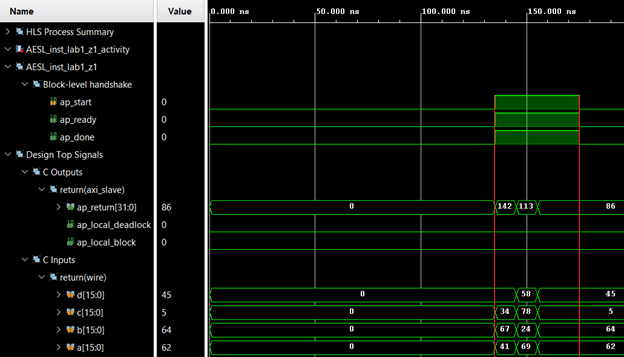 Name Value 0.000 ns 50.000 ns 100.000 ns 150.000 ns
HLS Process Summary
AESL_inst_lab1_z1_activity
AESL_inst_lab1_z1
Block-level handshake
ap_start 0
ap_ready 0
ap_done 0
Design Top Signals
C Outputs
return(axi_slave)
ap_return[31:0] 86 0 142 113 86
ap_local_deadlock 0
ap_local_block 0
C Inputs
return(wire)
d[15:0] 45 0 58 45
c[15:0] 5 0 34 78 5
b[15:0] 64 0 67 24 64
a[15:0] 62 0 41 69 62